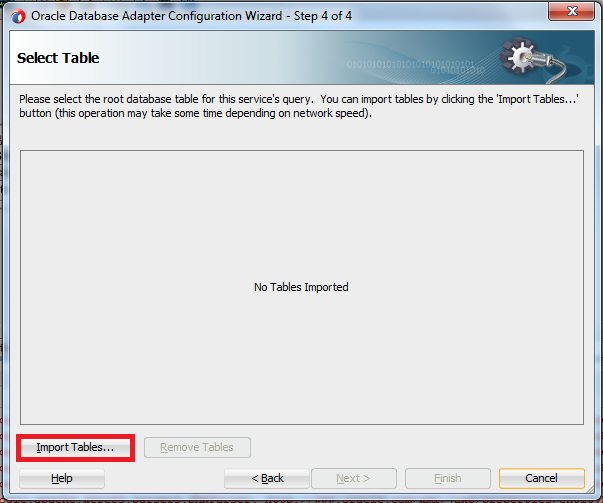 Oracle Database Adapter Configuration Wizard - Step 4 of 4
Select Table
01010101010101010101010101
0101010101
Please select the root database table for this service's query. You can import tables by clicking the 'Import Tables...'
button (this operation may take some time depending on network speed).
No Tables Imported
Import Tables...
Remove Tables
Help
< Back
Next >
Finish
Cancel